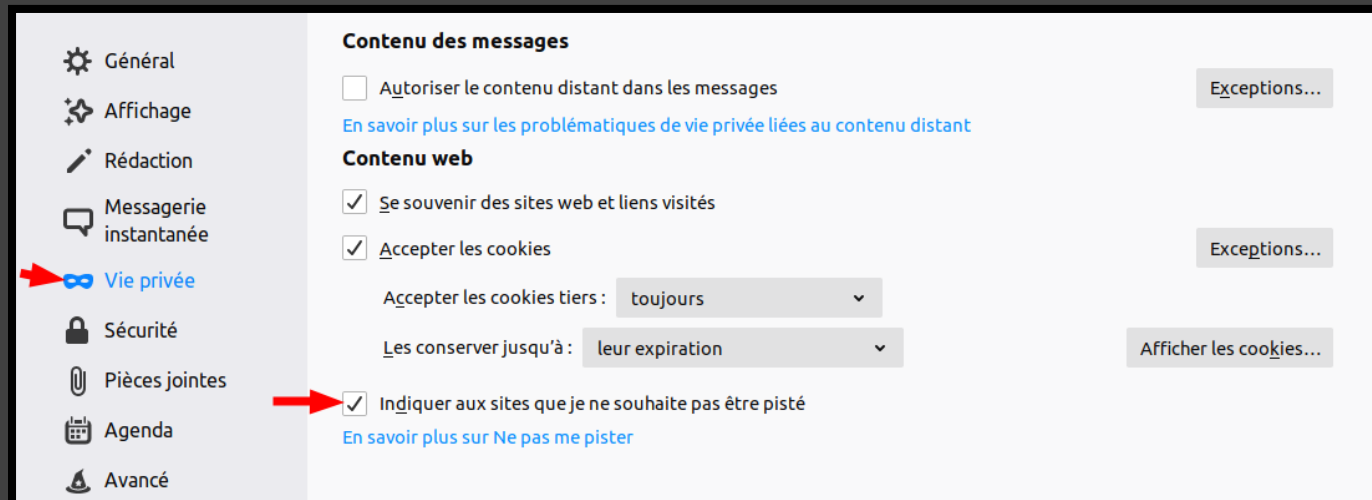 Général
Affichage
Rédaction
Messagerie
instantanée
Vie privée
Sécurité
Pièces jointes
Agenda
Avancé
Contenu des messages
Autoriser le contenu distant dans les messages
Exceptions…
En savoir plus sur les problématiques de vie privée liées au contenu distant
Contenu web
Se souvenir des sites web et liens visités
Accepter les cookies
Exceptions…
Accepter les cookies tiers : toujours
Les conserver jusqu’à : leur expiration
Afficher les cookies…
Indiquer aux sites que je ne souhaite pas être pisté
En savoir plus sur Ne pas me pister